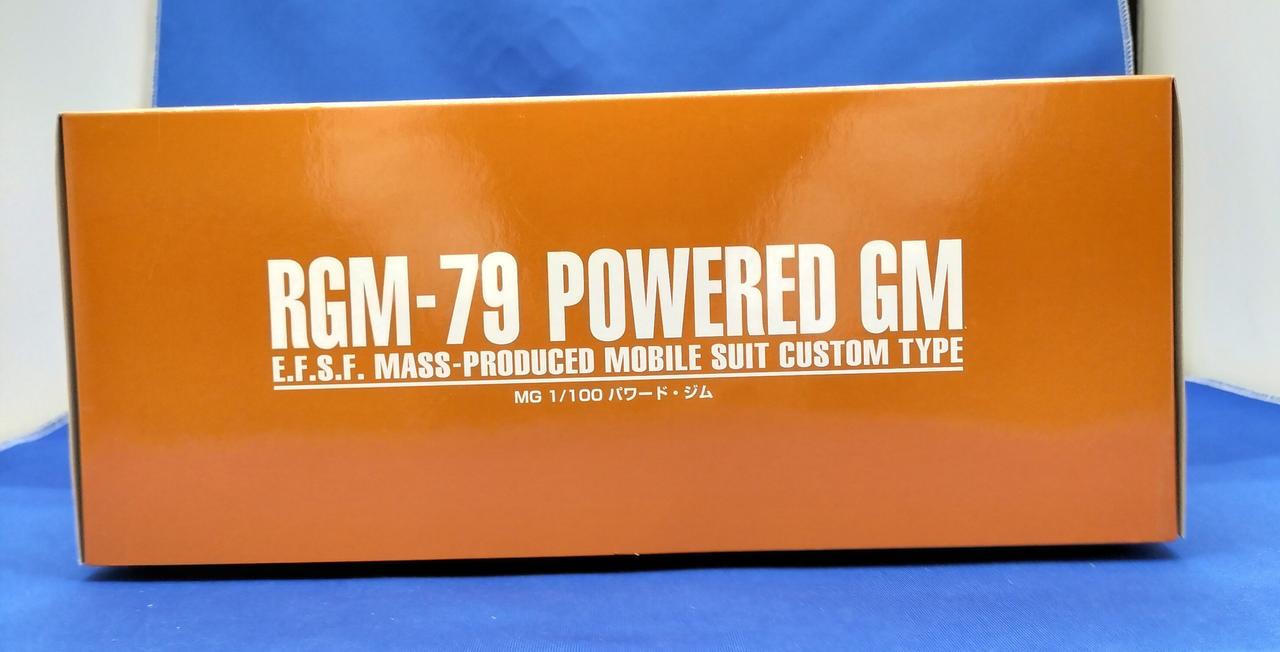 RGM-79 POWERED GM
E.F.S.F. MASS-PRODUCED MOBILE SUIT CUSTOM TYPE
MG 1/100 パワード・ジム